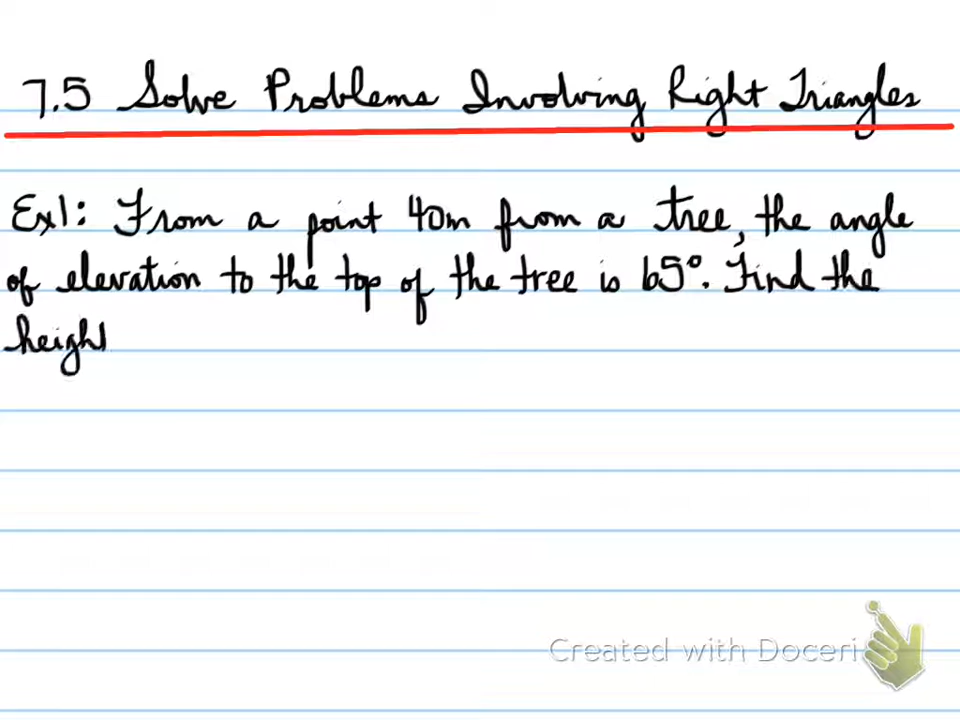 7.5 Solve Problems Involving Right Triangles
Ex1: From a point 40m from a tree, the angle
of elevation to the top of the tree is 65°. Find the
height
Created with Doceri